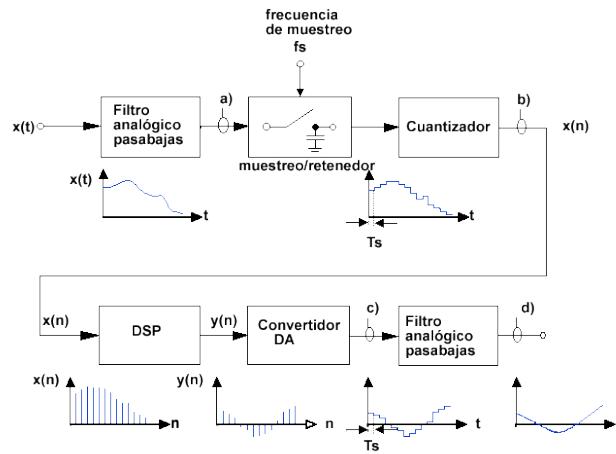 frecuencia
de muestreo
fs
x(t)
Filtro
analógico
pasabajas
a)
muestreo/retenedor
Cuantizador
b)
x(n)
x(t)
t
t
Ts
x(n)
DSP
y(n)
Convertidor
DA
c)
Filtro
analógico
pasabajas
d)
x(n)
n
y(n)
n
t
Ts